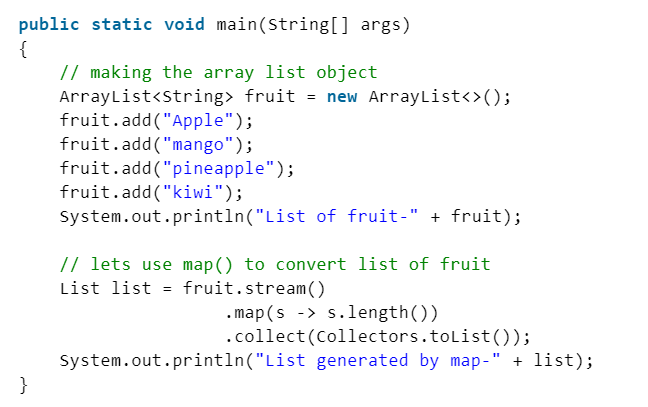 public static void main(String[] args)
{
    // making the array list object
    ArrayList<String> fruit = new ArrayList<>();
    fruit.add("Apple");
    fruit.add("mango");
    fruit.add("pineapple");
    fruit.add("kiwi");
    System.out.println("List of fruit-" + fruit);

    // lets use map() to convert list of fruit
    List list = fruit.stream()
                    .map(s -> s.length())
                    .collect(Collectors.toList());
    System.out.println("List generated by map-" + list);
}